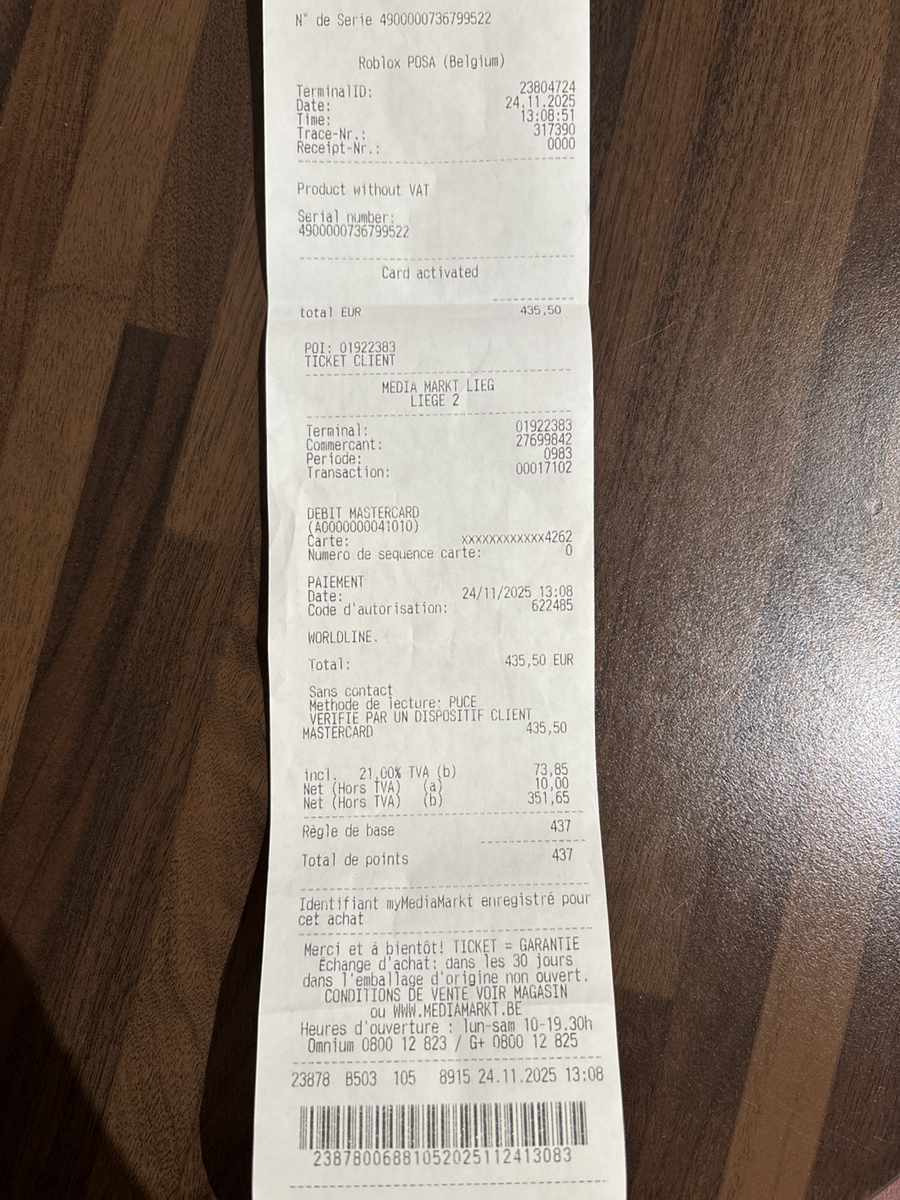 N° de Serie 4900000736799522
Roblox POSA (Belgium)
TerminalID: 23804724
Date: 24.11.2025
Time: 13:08:51
Trace-Nr.: 317390
Receipt-Nr.: 0000
Product without VAT
Serial number:
4900000736799522
Card activated
total EUR 435,50
POI: 01922383
TICKET CLIENT
MEDIA MARKT LIEG
LIEGE 2
Terminal: 01922383
Commercant: 27699842
Periode: 0983
Transaction: 00017102
DEBIT MASTERCARD
(A0000000041010)
Carte: xxxxxxxxxxxx4262
Numero de sequence carte: 0
PAIEMENT
Date: 24/11/2025 13:08
Code d'autorisation: 622485
WORLDLINE.
Total: 435,50 EUR
Sans contact
Methode de lecture: PUCE
VERIFIE PAR UN DISPOSITIF CLIENT
MASTERCARD 435,50
incl. 21,00% TVA (b) 73,85
Net (Hors TVA) (a) 10,00
Net (Hors TVA) (b) 351,65
Règle de base 437
Total de points 437
Identifiant myMediaMarkt enregistré pour
cet achat
Merci et à bientôt! TICKET = GARANTIE
Échange d'achat: dans les 30 jours
dans l'emballage d'origine non ouvert.
CONDITIONS DE VENTE VOIR MAGASIN
ou WWW.MEDIAMARKT.BE
Heures d'ouverture : lun-sam 10-19.30h
Omnium 0800 12 823 / G+ 0800 12 825
23878 B503 105 8915 24.11.2025 13:08
2387800688105202511241​3083